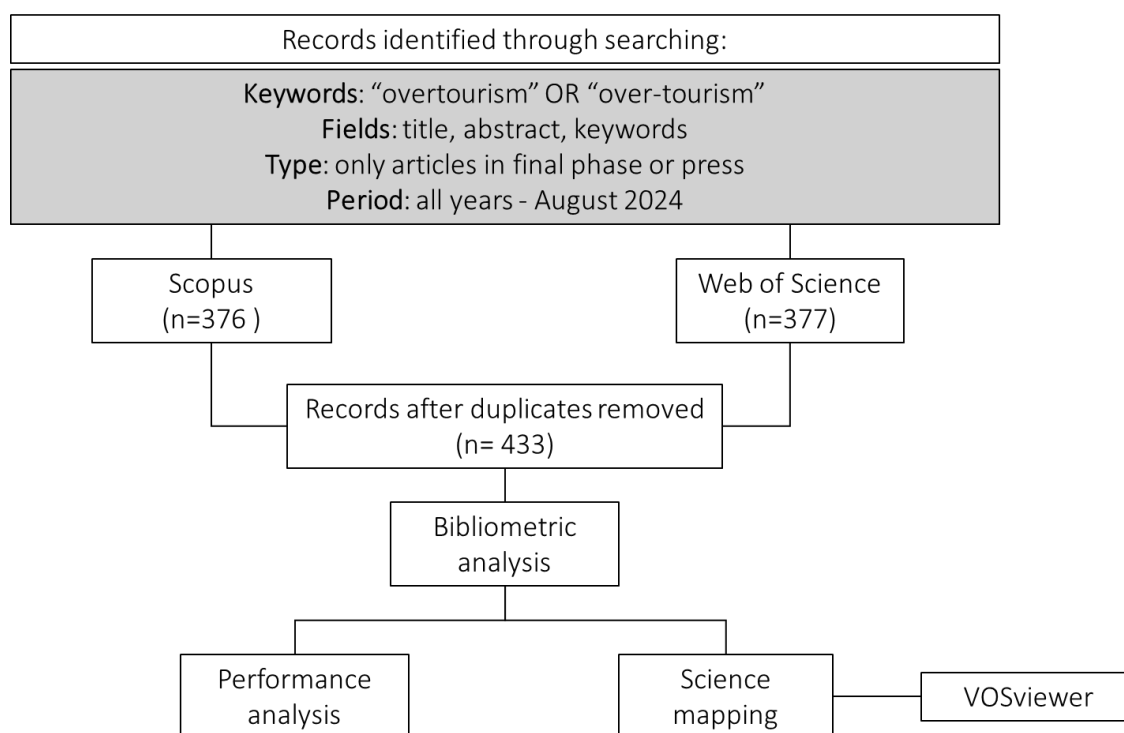 Records identified through searching:
Keywords: “overtourism” OR “over-tourism”
Fields: title, abstract, keywords
Type: only articles in final phase or press
Period: all years - August 2024
Scopus
(n=376 )
Web of Science
(n=377)
Records after duplicates removed
(n= 433)
Bibliometric
analysis
Performance
analysis
Science
mapping
VOSviewer